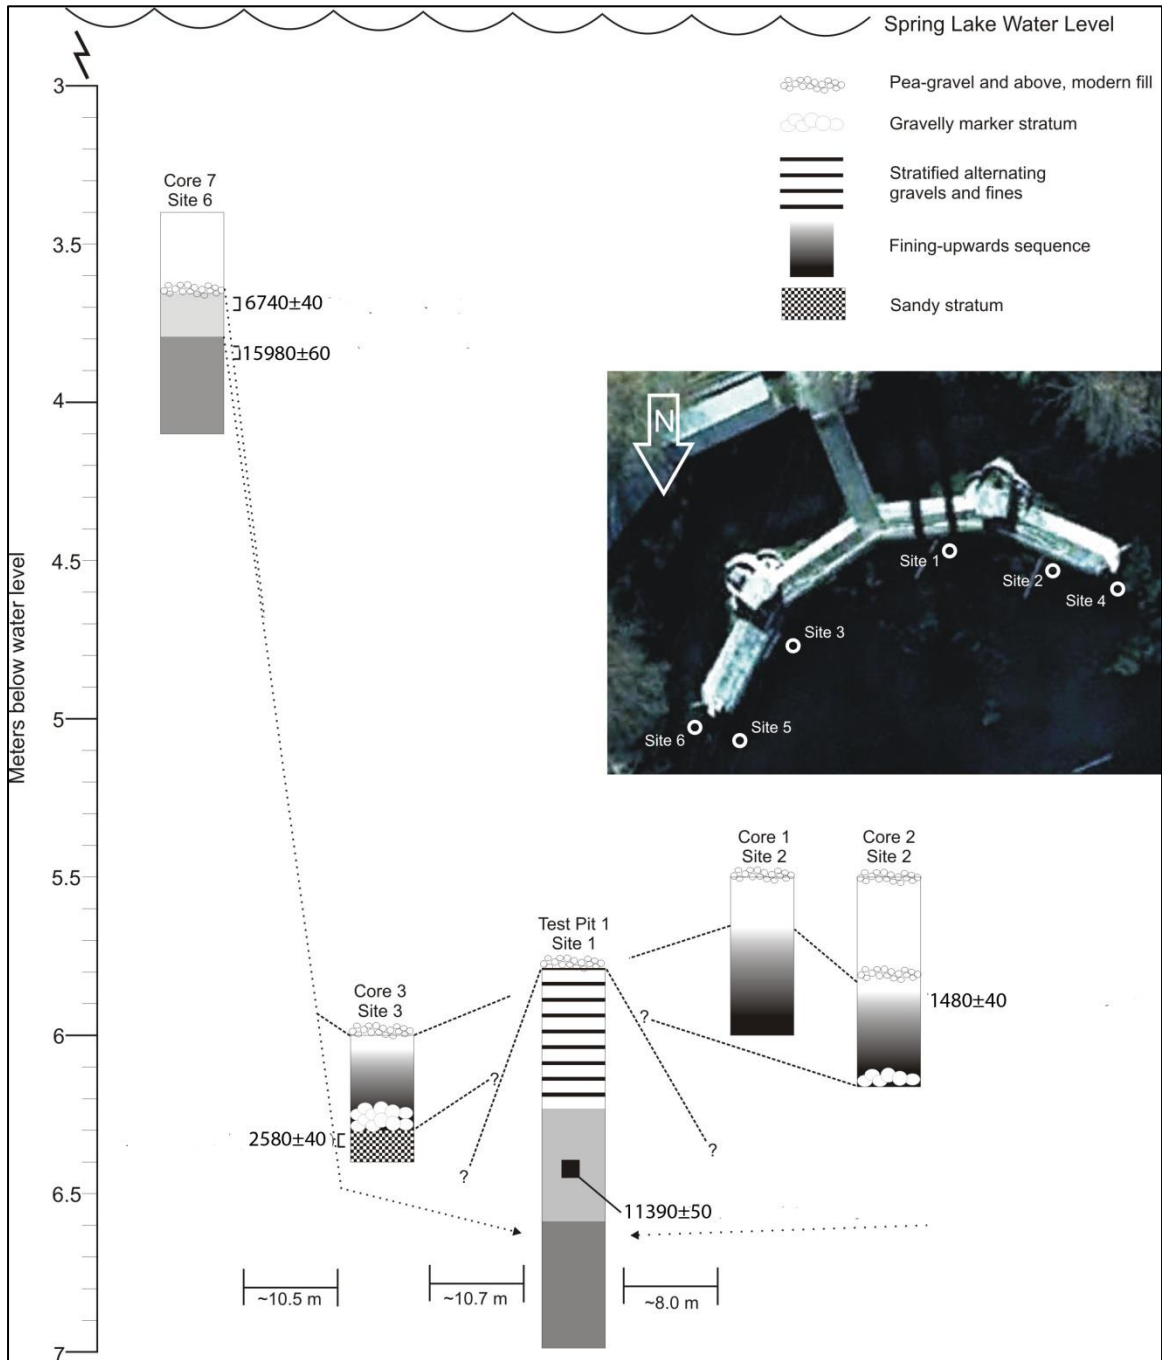 Spring Lake Water Level
Pea-gravel and above, modern fill
Gravelly marker stratum
Stratified alternating
gravels and fines
Fining-upwards sequence
Sandy stratum
Meters below water level
3
3.5
4
4.5
5
5.5
6
6.5
7
Core 7
Site 6
6740±40
15980±60
N
Site 1
Site 2
Site 4
Site 3
Site 6
Site 5
Core 1
Site 2
Core 2
Site 2
1480±40
Test Pit 1
Site 1
Core 3
Site 3
?
?
?
?
2580±40
11390±50
~10.5 m
~10.7 m
~8.0 m